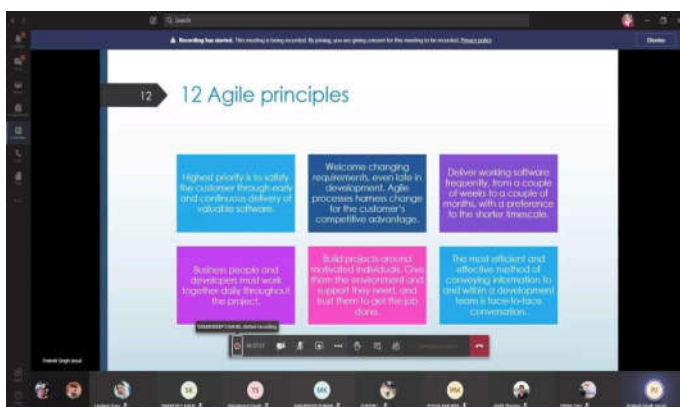 Search
Recording has started. This meeting is being recorded. By joining, you are giving consent for this meeting to be recorded. Privacy policy
Dismiss
12
12 Agile principles
Highest priority is to satisfy
the customer through early
and continuous delivery of
valuable software.
Welcome changing
requirements, even late in
development. Agile
processes harness change
for the customer's
competitive advantage.
Deliver working software
frequently, from a couple
of weeks to a couple of
months, with a preference
to the shorter timescale.
Business people and
developers must work
together daily throughout
the project.
Build projects around
motivated individuals. Give
them the environment and
support they need, and
trust them to get the job
done.
The most efficient and
effective method of
conveying information to
and within a development
team is face-to-face
conversation.
started recording
SK
TS
MK
PM
PJ